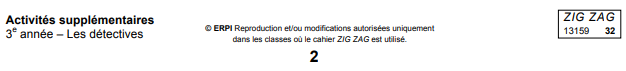 Activités supplémentaires
3e année – Les détectives
© ERPI Reproduction et/ou modifications autorisées uniquement
dans les classes où le cahier ZIG ZAG est utilisé.
2
ZIG ZAG
13159 32